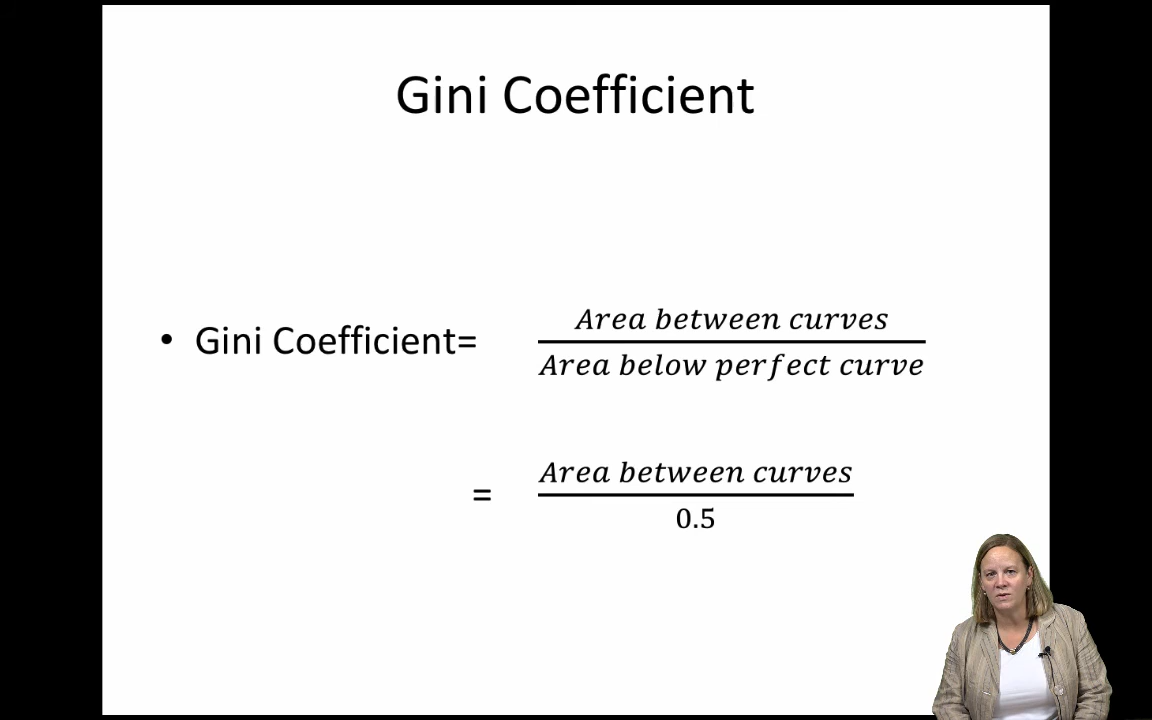 Gini Coefficient
• Gini Coefficient= Area between curves / Area below perfect curve
= Area between curves / 0.5